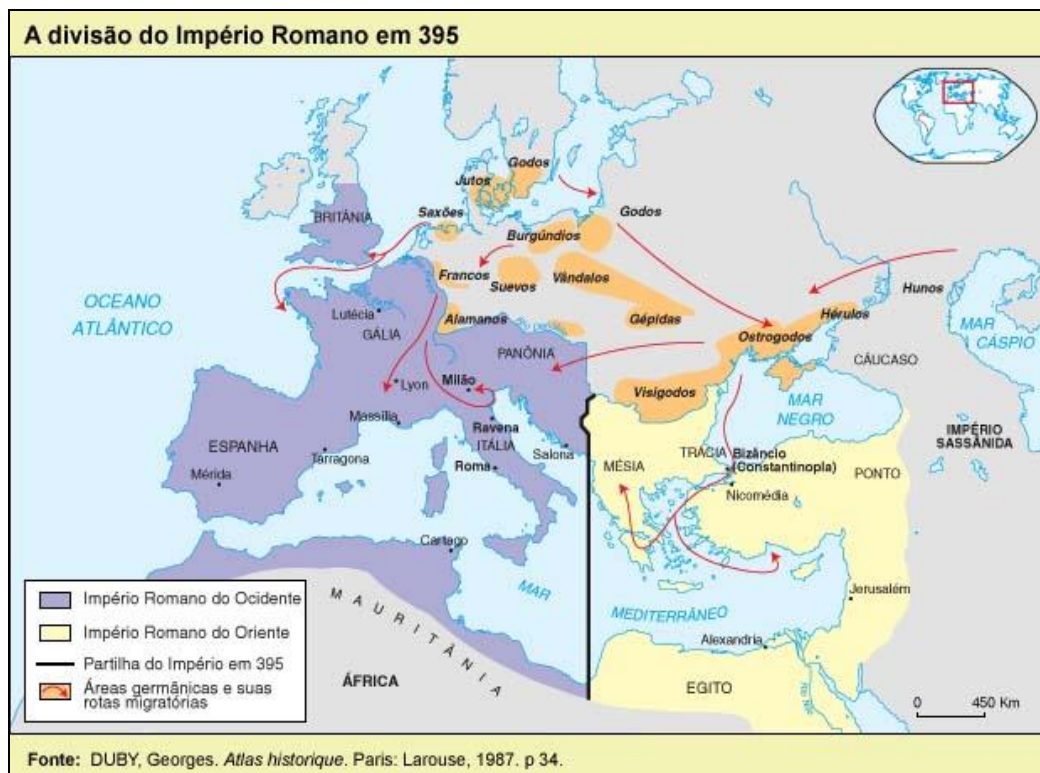 A divisão do Império Romano em 395
Godos
Jutos
Saxões
Godos
BRITÂNIA
Burgúndios
Francos
Suevos
Vândalos
Hunos
OCEANO
ATLÂNTICO
Lutécia
GÁLIA
Alamanos
Gépidas
Hérulos
Ostrogodos
MAR
CÁSPIO
PANÔNIA
CÁUCASO
Lyon
Milão
Visigodos
MAR
NEGRO
Massília
Ravena
ITÁLIA
IMPÉRIO
SASSÂNIDA
ESPANHA
Tarragona
Roma
Salona
MÉSIA
TRÁCIA
Bizâncio
(Constantinopla)
PONTO
Mérida
Nicomédia
Cartago
MAR
MEDITERRÂNEO
Jerusalém
Alexandria
MAURITÂNIA
ÁFRICA
EGITO
Rio Nilo
Império Romano do Ocidente
Império Romano do Oriente
Partilha do Império em 395
Áreas germânicas e suas
rotas migratórias
0 450 Km
Fonte: DUBY, Georges. Atlas historique. Paris: Larouse, 1987. p 34.